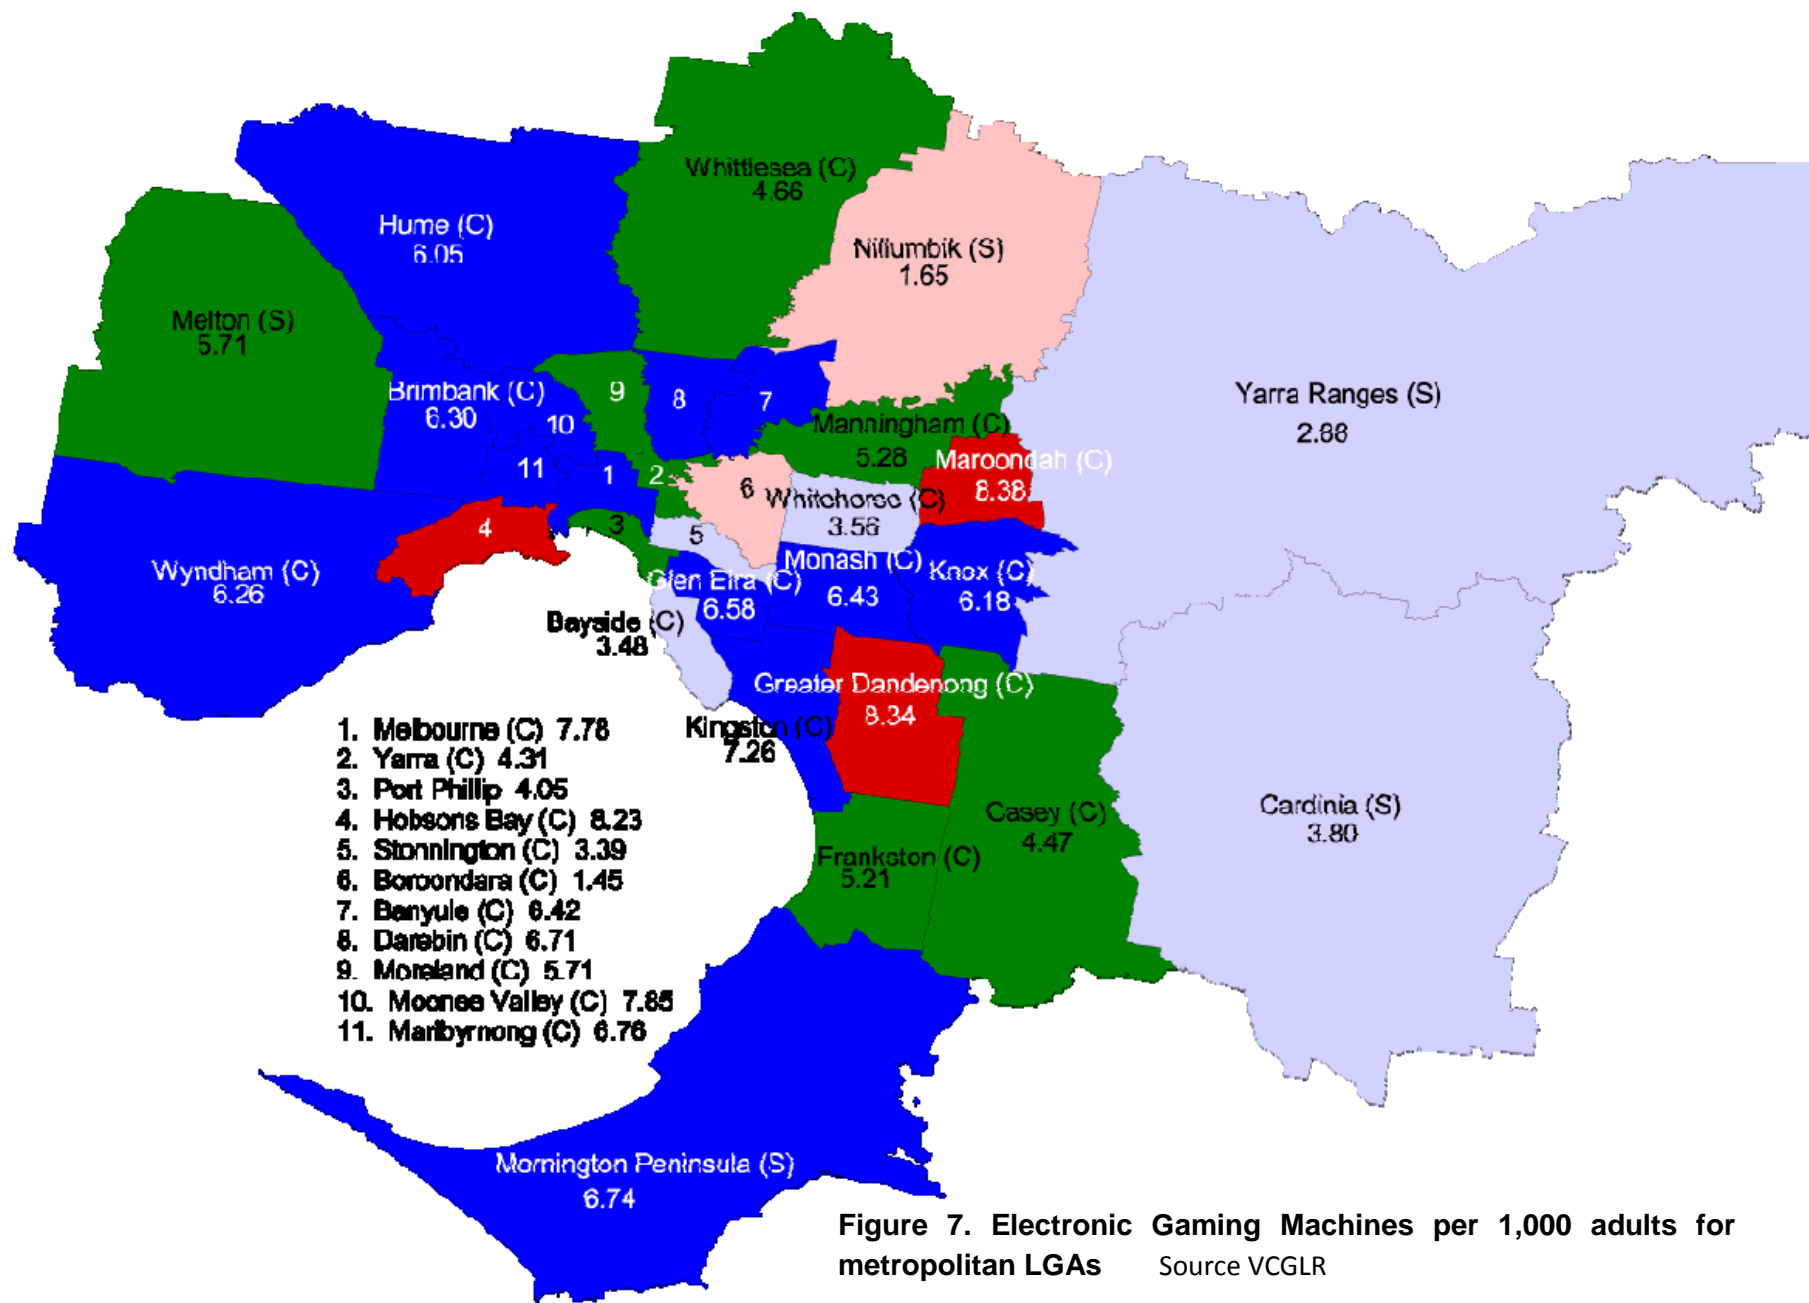 Whittlesea (C)
4.66
Hume (C)
6.05
Nillumbik (S)
1.65
Melton (S)
5.71
Yarra Ranges (S)
2.88
Brimbank (C)
6.30
9
8
7
10
Manningham (C)
5.28
Maroondah (C)
8.38
11
1
2
6
Whitehorse (C)
3.56
4
3
5
Wyndham (C)
6.26
Glen Eira (C)
6.58
Monash (C)
6.43
Knox (C)
6.18
Bayside (C)
3.48
Greater Dandenong (C)
8.34
Kingston (C)
7.26
1. Melbourne (C) 7.78
2. Yarra (C) 4.31
3. Port Phillip 4.05
4. Hobsons Bay (C) 8.23
5. Stonnington (C) 3.39
6. Boroondara (C) 1.45
7. Banyule (C) 6.42
8. Darebin (C) 6.71
9. Moreland (C) 5.71
10. Moonee Valley (C) 7.85
11. Maribyrnong (C) 6.76
Casey (C)
4.47
Cardinia (S)
3.80
Frankston (C)
5.21
Mornington Peninsula (S)
6.74
Figure 7. Electronic Gaming Machines per 1,000 adults for
metropolitan LGAs Source VCGLR